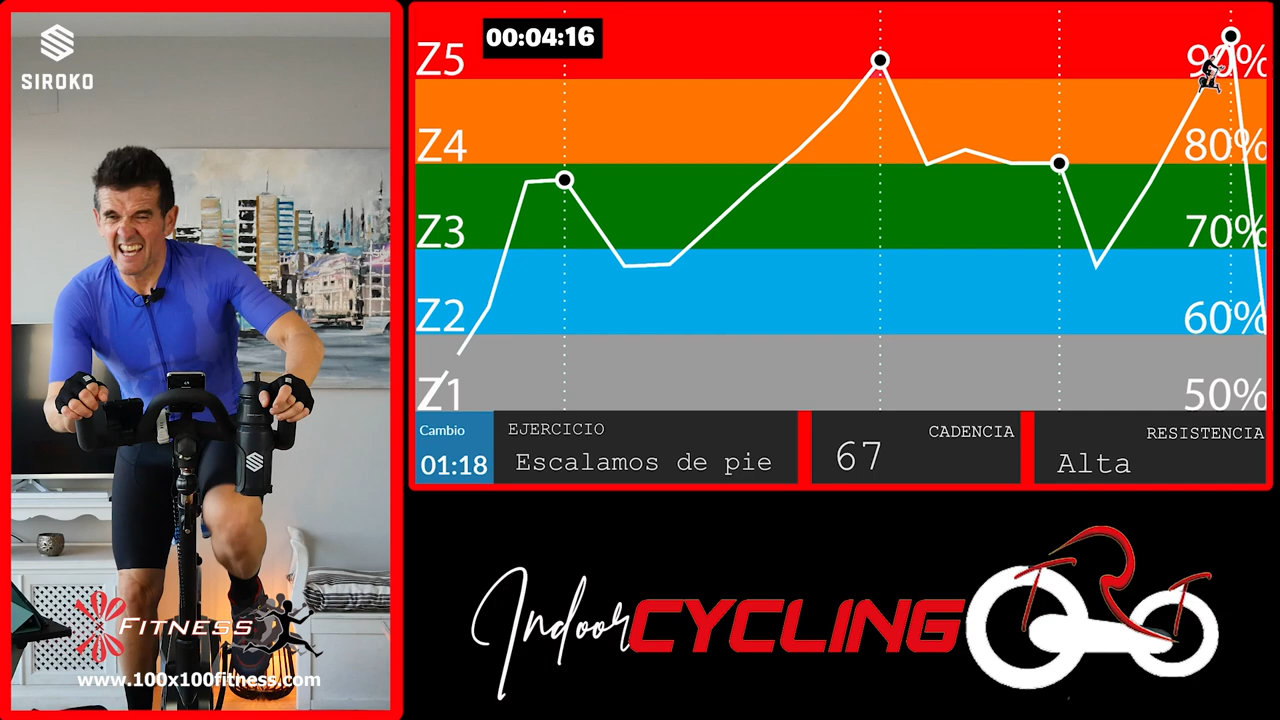 SIROKO
FITNESS
www.100x100fitness.com
00:04:16
Z5
90%
Z4
80%
Z3
70%
Z2
60%
Z1
50%
Cambio
01:18
EJERCICIO
Escalamos de pie
CADENCIA
67
RESISTENCIA
Alta
Indoor CYCLING
TRT